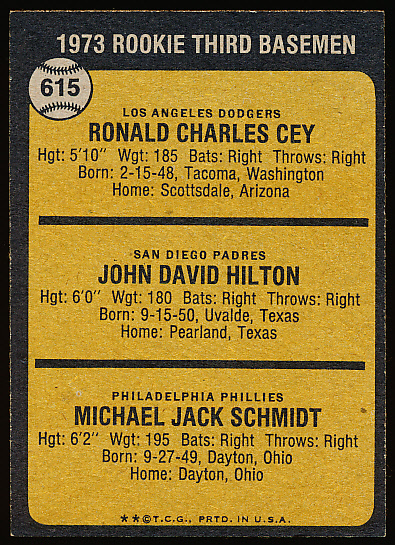 1973 ROOKIE THIRD BASEMEN
615
LOS ANGELES DODGERS
RONALD CHARLES CEY
Hgt: 5'10" Wgt: 185 Bats: Right Throws: Right
Born: 2-15-48, Tacoma, Washington
Home: Scottsdale, Arizona
SAN DIEGO PADRES
JOHN DAVID HILTON
Hgt: 6'0" Wgt: 180 Bats: Right Throws: Right
Born: 9-15-50, Uvalde, Texas
Home: Pearland, Texas
PHILADELPHIA PHILLIES
MICHAEL JACK SCHMIDT
Hgt: 6'2" Wgt: 195 Bats: Right Throws: Right
Born: 9-27-49, Dayton, Ohio
Home: Dayton, Ohio
**©T.C.G., PRTD. IN U.S.A.